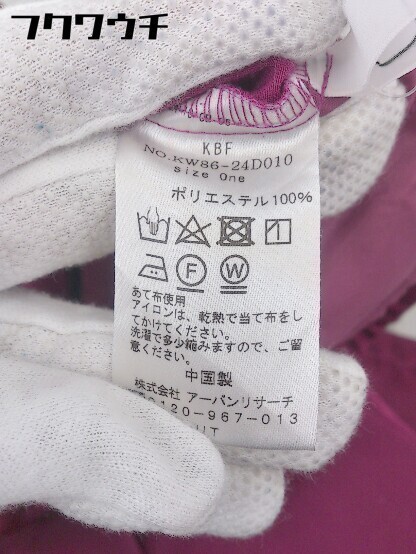 フクワウチ
KBF
NO.KW86-24D010
size One
ポリエステル100%
F W
あて布使用
アイロンは、乾熱で当て布をし
てかけてください。
洗濯で多少縮みますので、ご留
意ください。
中国製
株式会社 アーバンリサーチ
0120-967-013